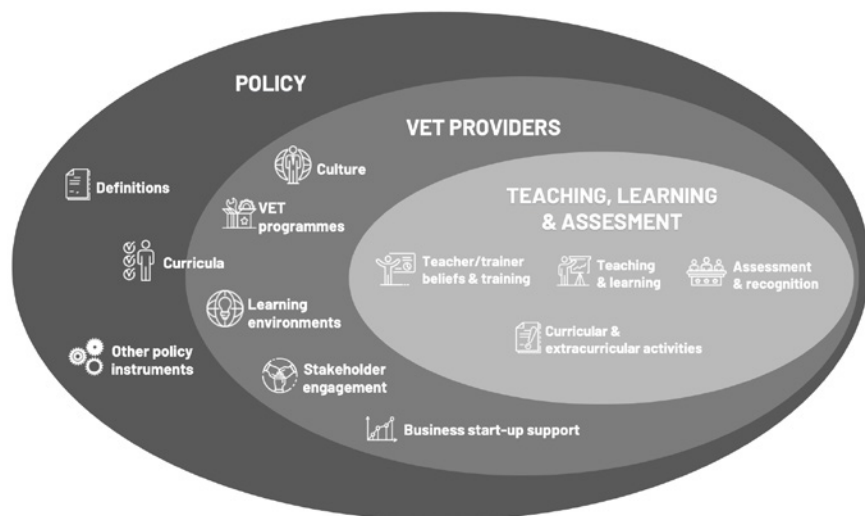 POLICY
Definitions
Curricula
Other policy
instruments
VET PROVIDERS
Culture
VET
programmes
Learning
environments
Stakeholder
engagement
Business start-up support
TEACHING, LEARNING
& ASSESMENT
Teacher/trainer
beliefs & training
Teaching
& learning
Assessment
& recognition
Curricular &
extracurricular activities